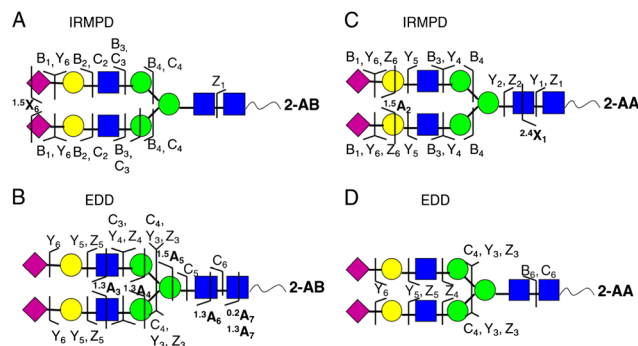 A IRMPD
B₁, Y₆ B₂, C₂ B₃, C₃ B₄, C₄
Z₁
1.5X₆
2-AB
B₁, Y₆ B₂, C₂ B₃, C₃ B₄, C₄
C IRMPD
B₁, Y₆, Z₆ Y₅ B₃, Y₄ B₄
Y₂, Z₂ Y₁, Z₁
1.5A₂
2-AA
2.4X₁
B₁, Y₆, Z₆ Y₅ B₃, Y₄ B₄
B EDD
Y₆ Y₅, Z₅ C₃, Y₄, Z₄ C₄, Y₃, Z₃
1.5A₅ C₅ C₆
1.3A₃ 1.3A₄
2-AB
1.3A₆ 0.2A₇
1.3A₇
Y₆ Y₅, Z₅ C₄, Y₃, Z₃
D EDD
C₄, Y₃, Z₃
B₆, C₆
Y₆ Y₅, Z₅ Z₄
2-AA
C₄, Y₃, Z₃